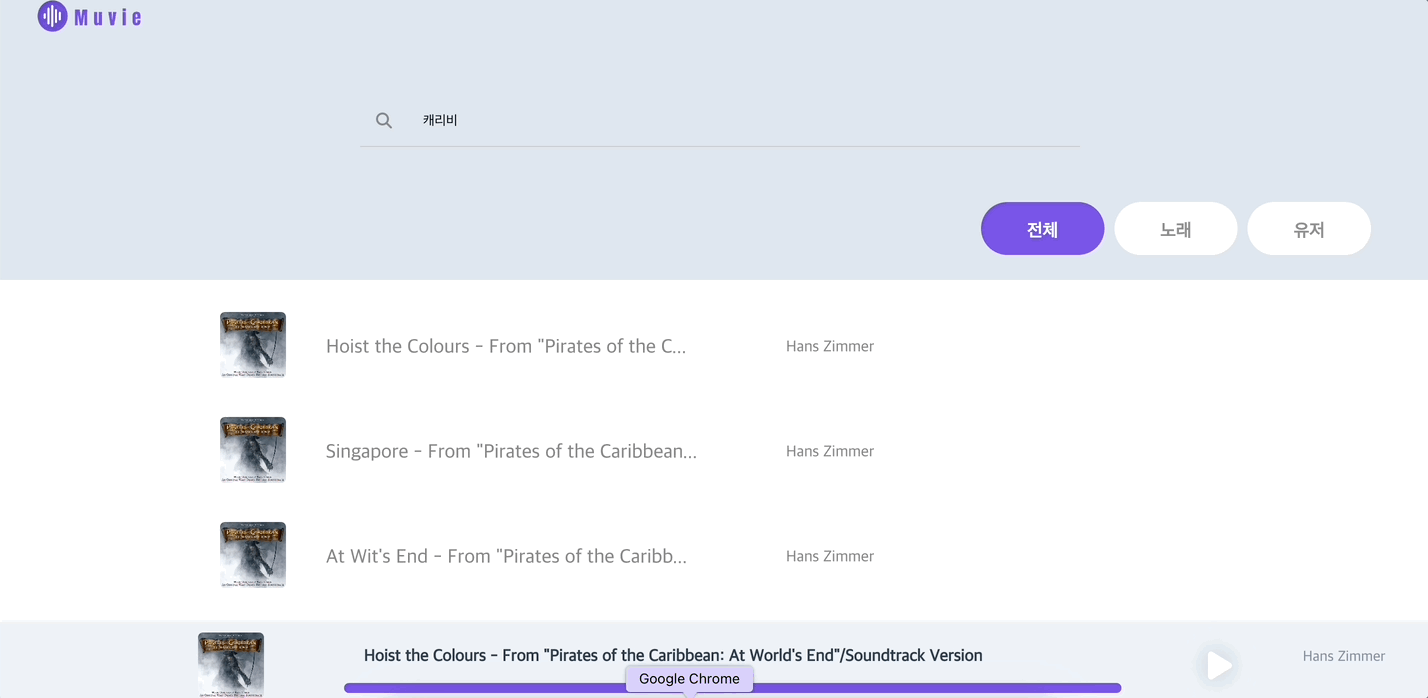 Muvie
캐리비
전체 노래 유저
Hoist the Colours - From "Pirates of the C... Hans Zimmer
Singapore - From "Pirates of the Caribbean... Hans Zimmer
At Wit's End - From "Pirates of the Caribb... Hans Zimmer
Hoist the Colours - From "Pirates of the Caribbean: At World's End"/Soundtrack Version Hans Zimmer
Google Chrome